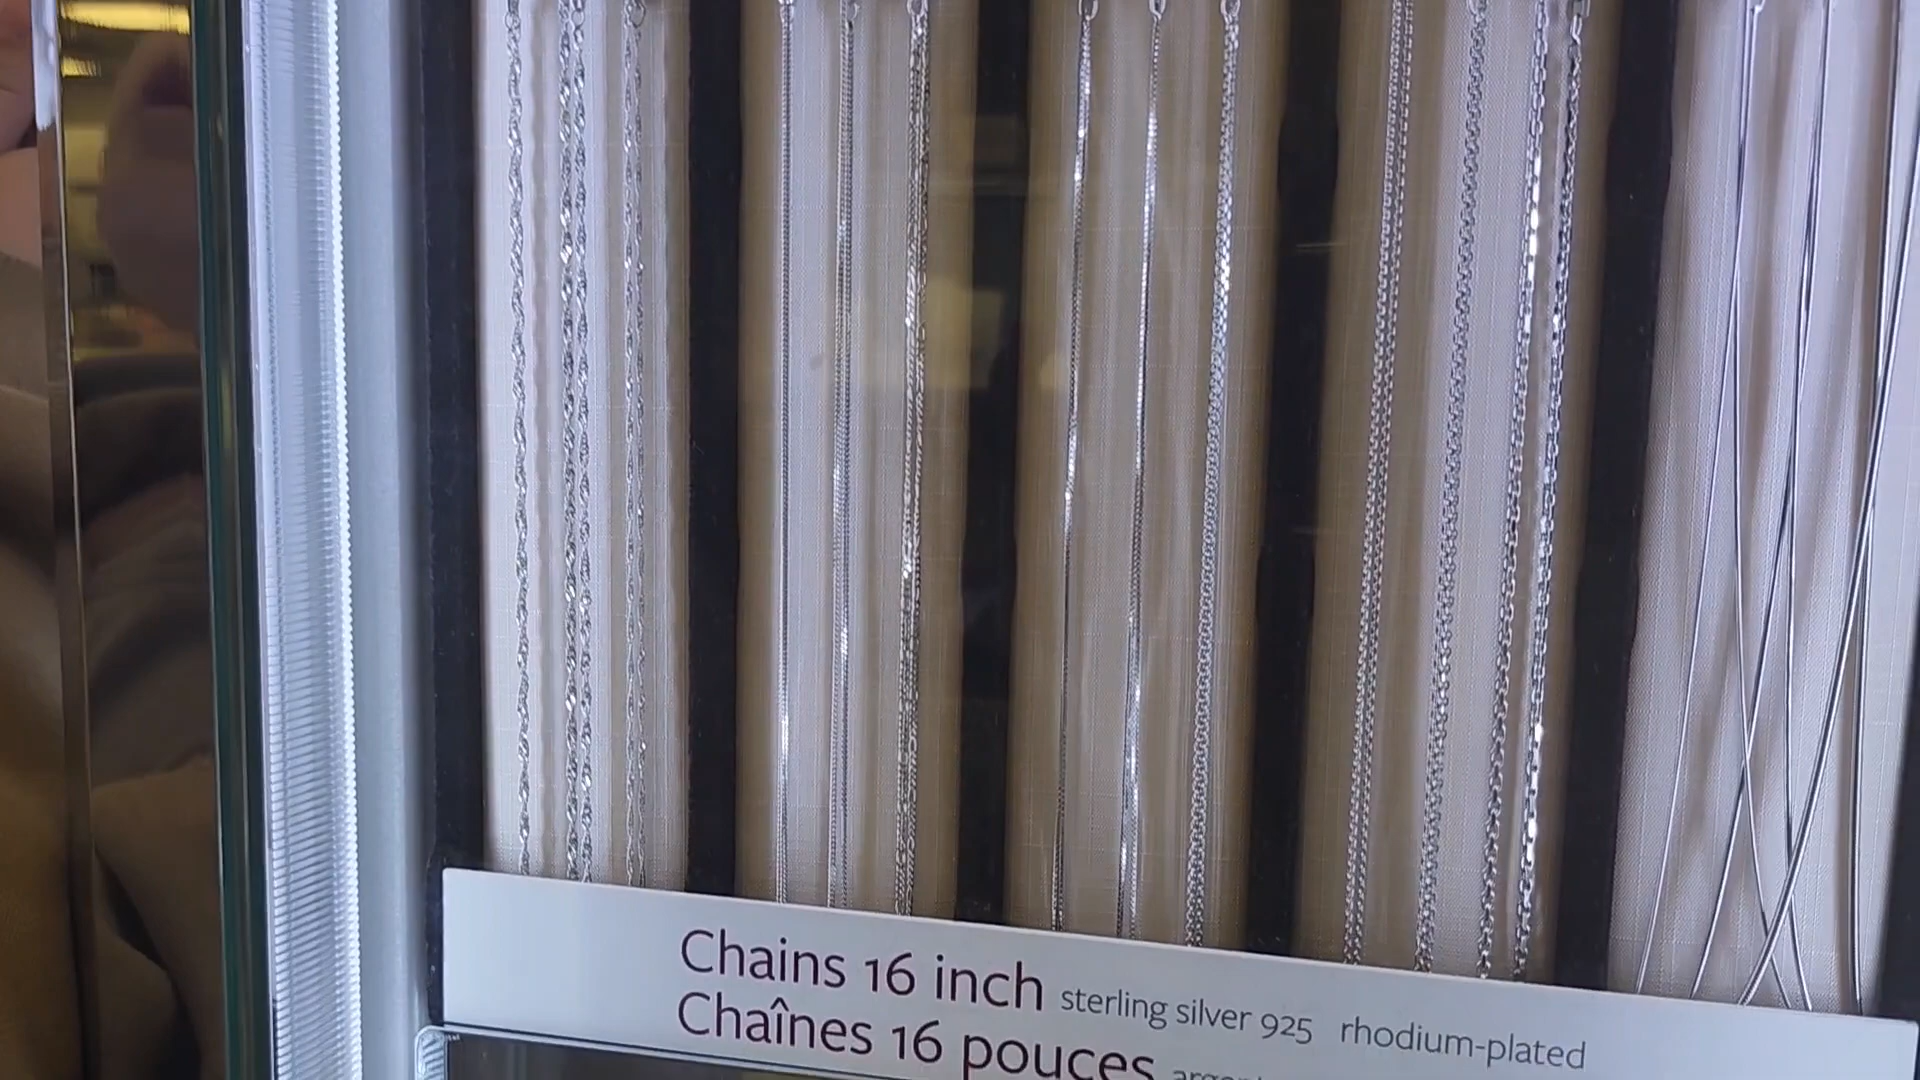 Chains 16 inch sterling silver 925 rhodium-plated
Chaînes 16 pouces